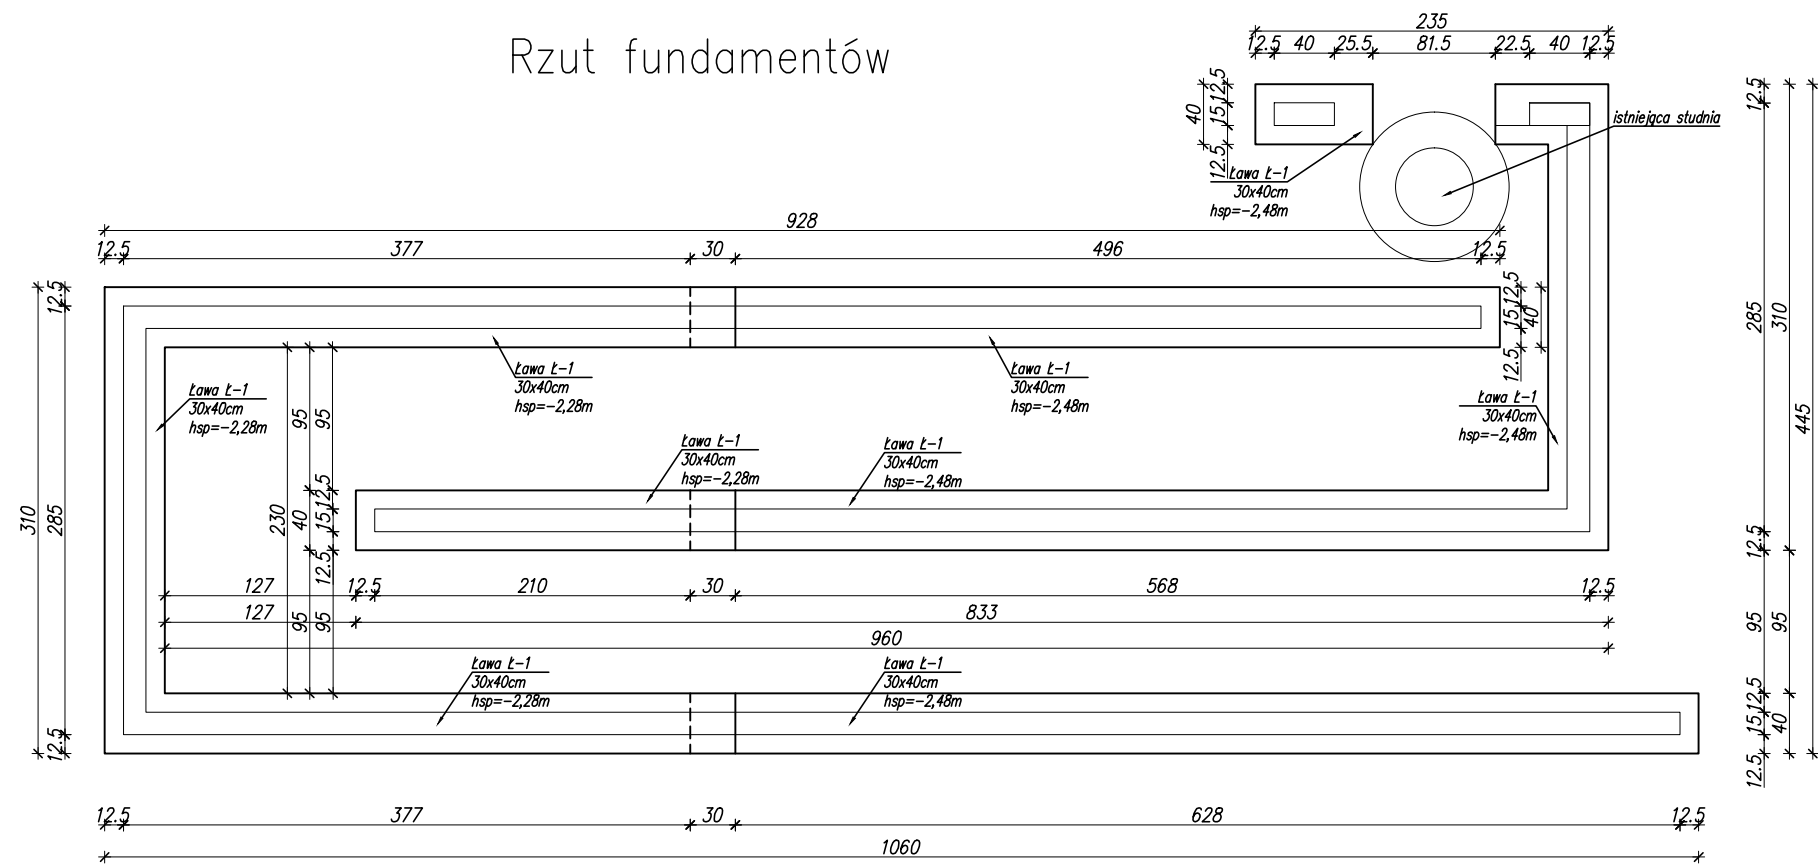 Rzut fundamentów
235
12.5 40 25.5 81.5 22.5 40 12.5
40
12.5
15
12.5
istniejąca studnia
Ława Ł-1
30x40cm
hsp=-2,48m
928
12.5 377 30 496 12.5
12.5
12.5
15
12.5
40
Ława Ł-1
30x40cm
hsp=-2,28m
Ława Ł-1
30x40cm
hsp=-2,28m
Ława Ł-1
30x40cm
hsp=-2,48m
Ława Ł-1
30x40cm
hsp=-2,48m
Ława Ł-1
30x40cm
hsp=-2,28m
Ława Ł-1
30x40cm
hsp=-2,48m
310
285
12.5
230
95
40
95
95
12.5
15
12.5
95
127 12.5 210 30 568 12.5
127 833
960
Ława Ł-1
30x40cm
hsp=-2,28m
Ława Ł-1
30x40cm
hsp=-2,48m
12.5
285
12.5
95
12.5
15
12.5
310
95
40
445
12.5 377 30 628 12.5
1060